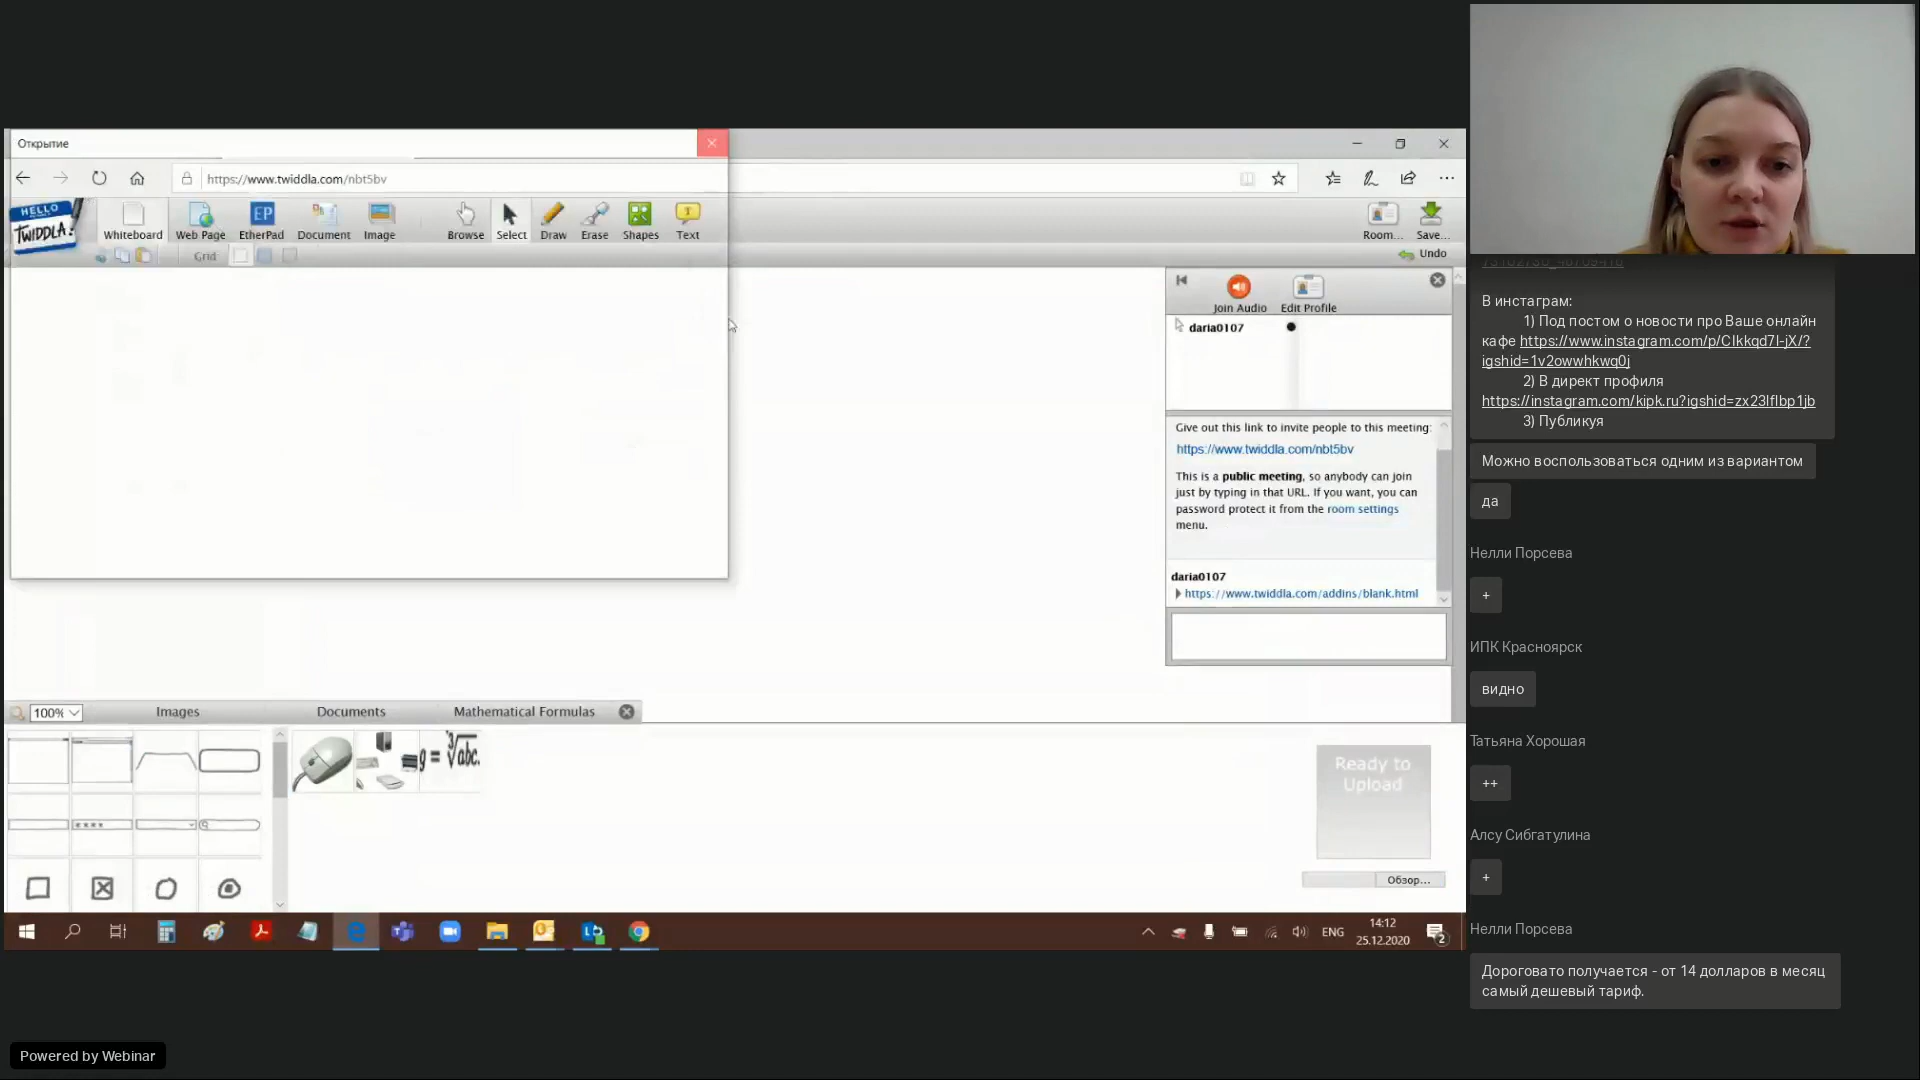 Открытие
https://www.twiddla.com/nbt5bv
HELLO
TWIDDLA!
Whiteboard
Web Page
EP
EtherPad
Document
Image
Browse
Select
Draw
Erase
Shapes
T
Text
Room...
Save...
Grid
Undo
Join Audio
Edit Profile
daria0107
Give out this link to invite people to this meeting:
https://www.twiddla.com/nbt5bv
This is a public meeting, so anybody can join
just by typing in that URL. If you want, you can
password protect it from the room settings
menu.
daria0107
https://www.twiddla.com/addins/blank.html
100%
Images
Documents
Mathematical Formulas
g = ∛abc.
Ready to
Upload
Обзор...
ENG
14:12
25.12.2020
2
В инстаграм:
1) Под постом о новости про Ваше онлайн
кафе https://www.instagram.com/p/CIkkqd7l-jX/?
igshid=1v2owwhkwq0j
2) В директ профиля
https://instagram.com/kipk.ru?igshid=zx23lflbp1jb
3) Публикуя
Можно воспользоваться одним из вариантом
да
Нелли Порсева
+
ИПК Красноярск
видно
Татьяна Хорошая
++
Алсу Сибгатулина
+
Нелли Порсева
Дороговато получается - от 14 долларов в месяц
самый дешевый тариф.
Powered by Webinar